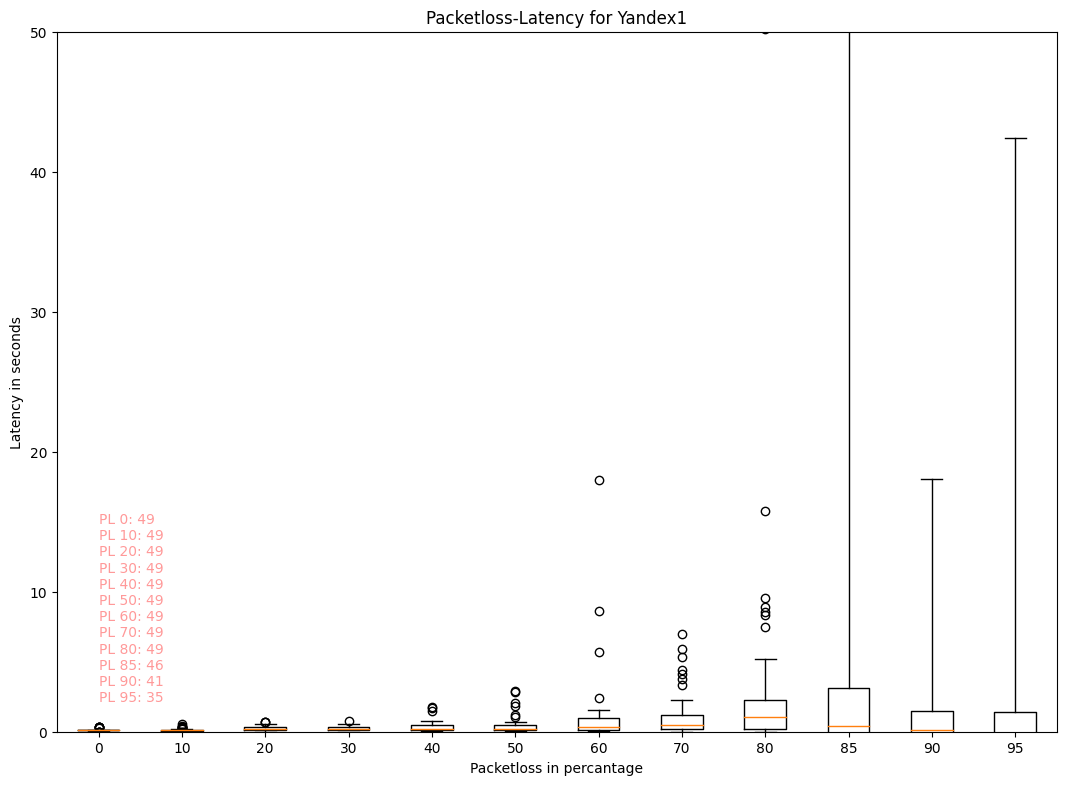 Packetloss-Latency for Yandex1
50
40
30
20
10
0
Latency in seconds
PL 0: 49
PL 10: 49
PL 20: 49
PL 30: 49
PL 40: 49
PL 50: 49
PL 60: 49
PL 70: 49
PL 80: 49
PL 85: 46
PL 90: 41
PL 95: 35
0 10 20 30 40 50 60 70 80 85 90 95
Packetloss in percantage